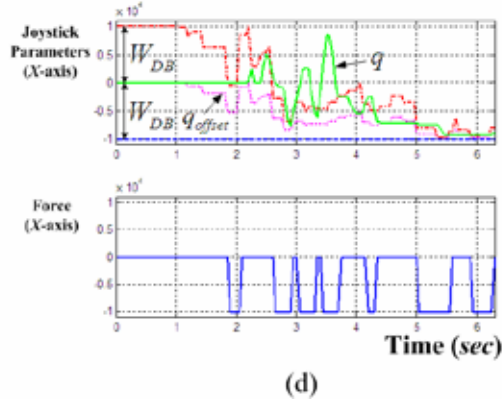 Joystick
Parameters
(X-axis)
× 10⁴
1
0.5
0
-0.5
-1
W_DB
W_DB
q_offset
q
0 1 2 3 4 5 6
Force
(X-axis)
× 10⁴
1
0.5
0
-0.5
-1
0 1 2 3 4 5 6
Time (sec)
(d)